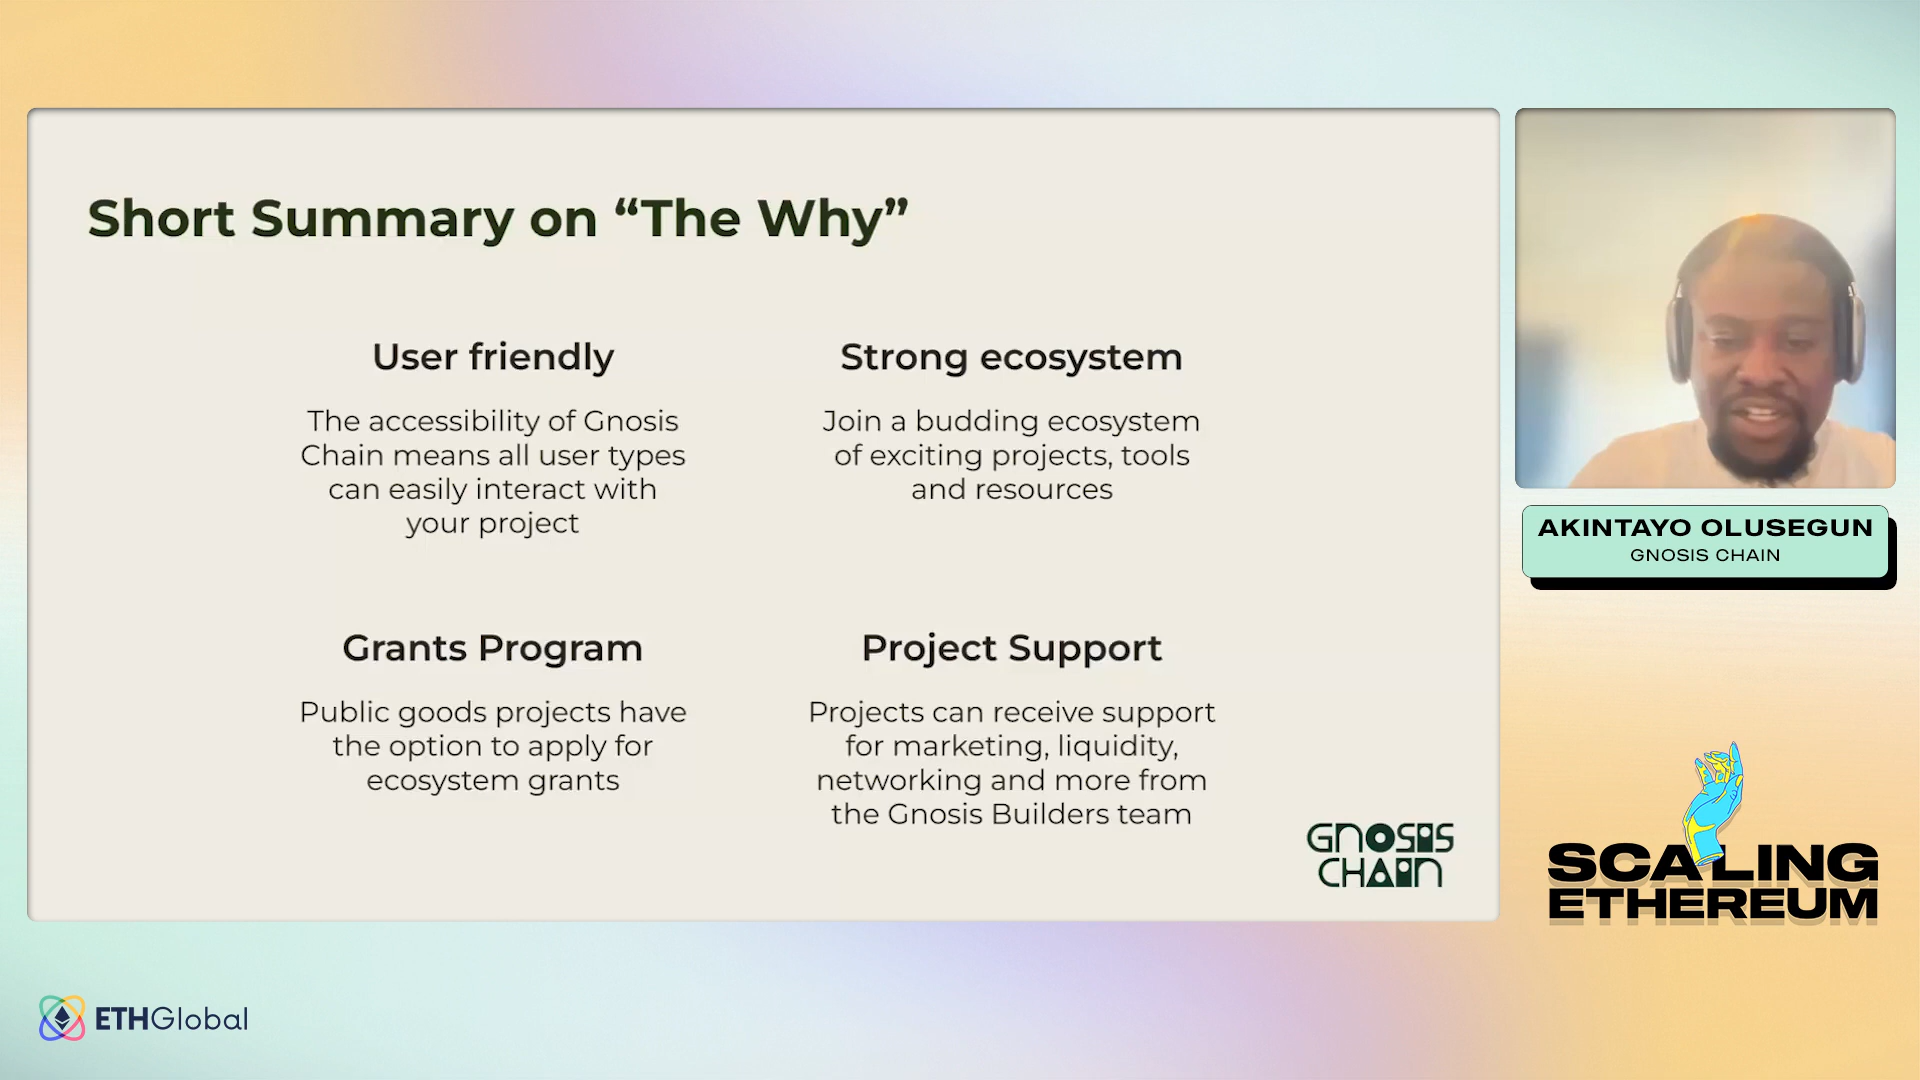 Short Summary on “The Why”
User friendly
The accessibility of Gnosis
Chain means all user types
can easily interact with
your project
Strong ecosystem
Join a budding ecosystem
of exciting projects, tools
and resources
Grants Program
Public goods projects have
the option to apply for
ecosystem grants
Project Support
Projects can receive support
for marketing, liquidity,
networking and more from
the Gnosis Builders team
GNOSIS
CHAIN
AKINTAYO OLUSEGUN
GNOSIS CHAIN
SCALING
ETHEREUM
ETHGlobal